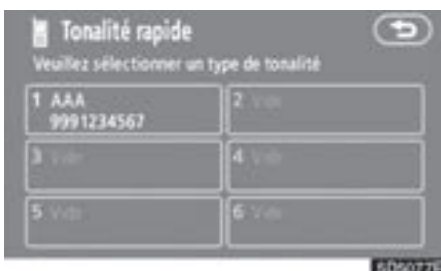 Tonalité rapide
Veuillez sélectionner un type de tonalité
1 AAA
9991234567
2 Vide
3 Vide
4 Vide
5 Vide
6 Vide